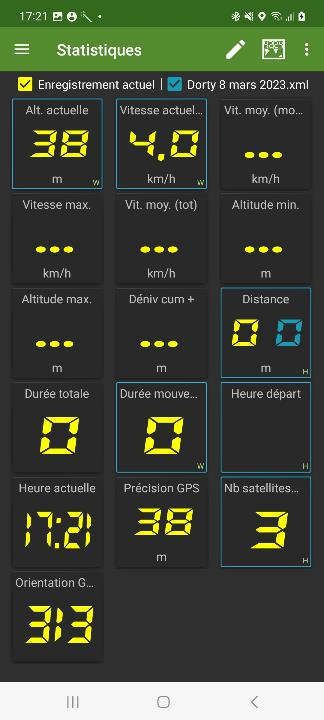 17:21
Statistiques
Enregistrement actuel | Dorty 8 mars 2023.xml
Alt. actuelle Vitesse actuel... Vit. moy. (mo...
38 4,0 ...
m W km/h W km/h
Vitesse max. Vit. moy. (tot) Altitude min.
... ... ...
km/h km/h m
Altitude max. Déniv cum + Distance
... ... 0 0
m m m H
Durée totale Durée mouve... Heure départ
0 0
W H
Heure actuelle Précision GPS Nb satellites...
17:21 38 3
m H
Orientation G...
313